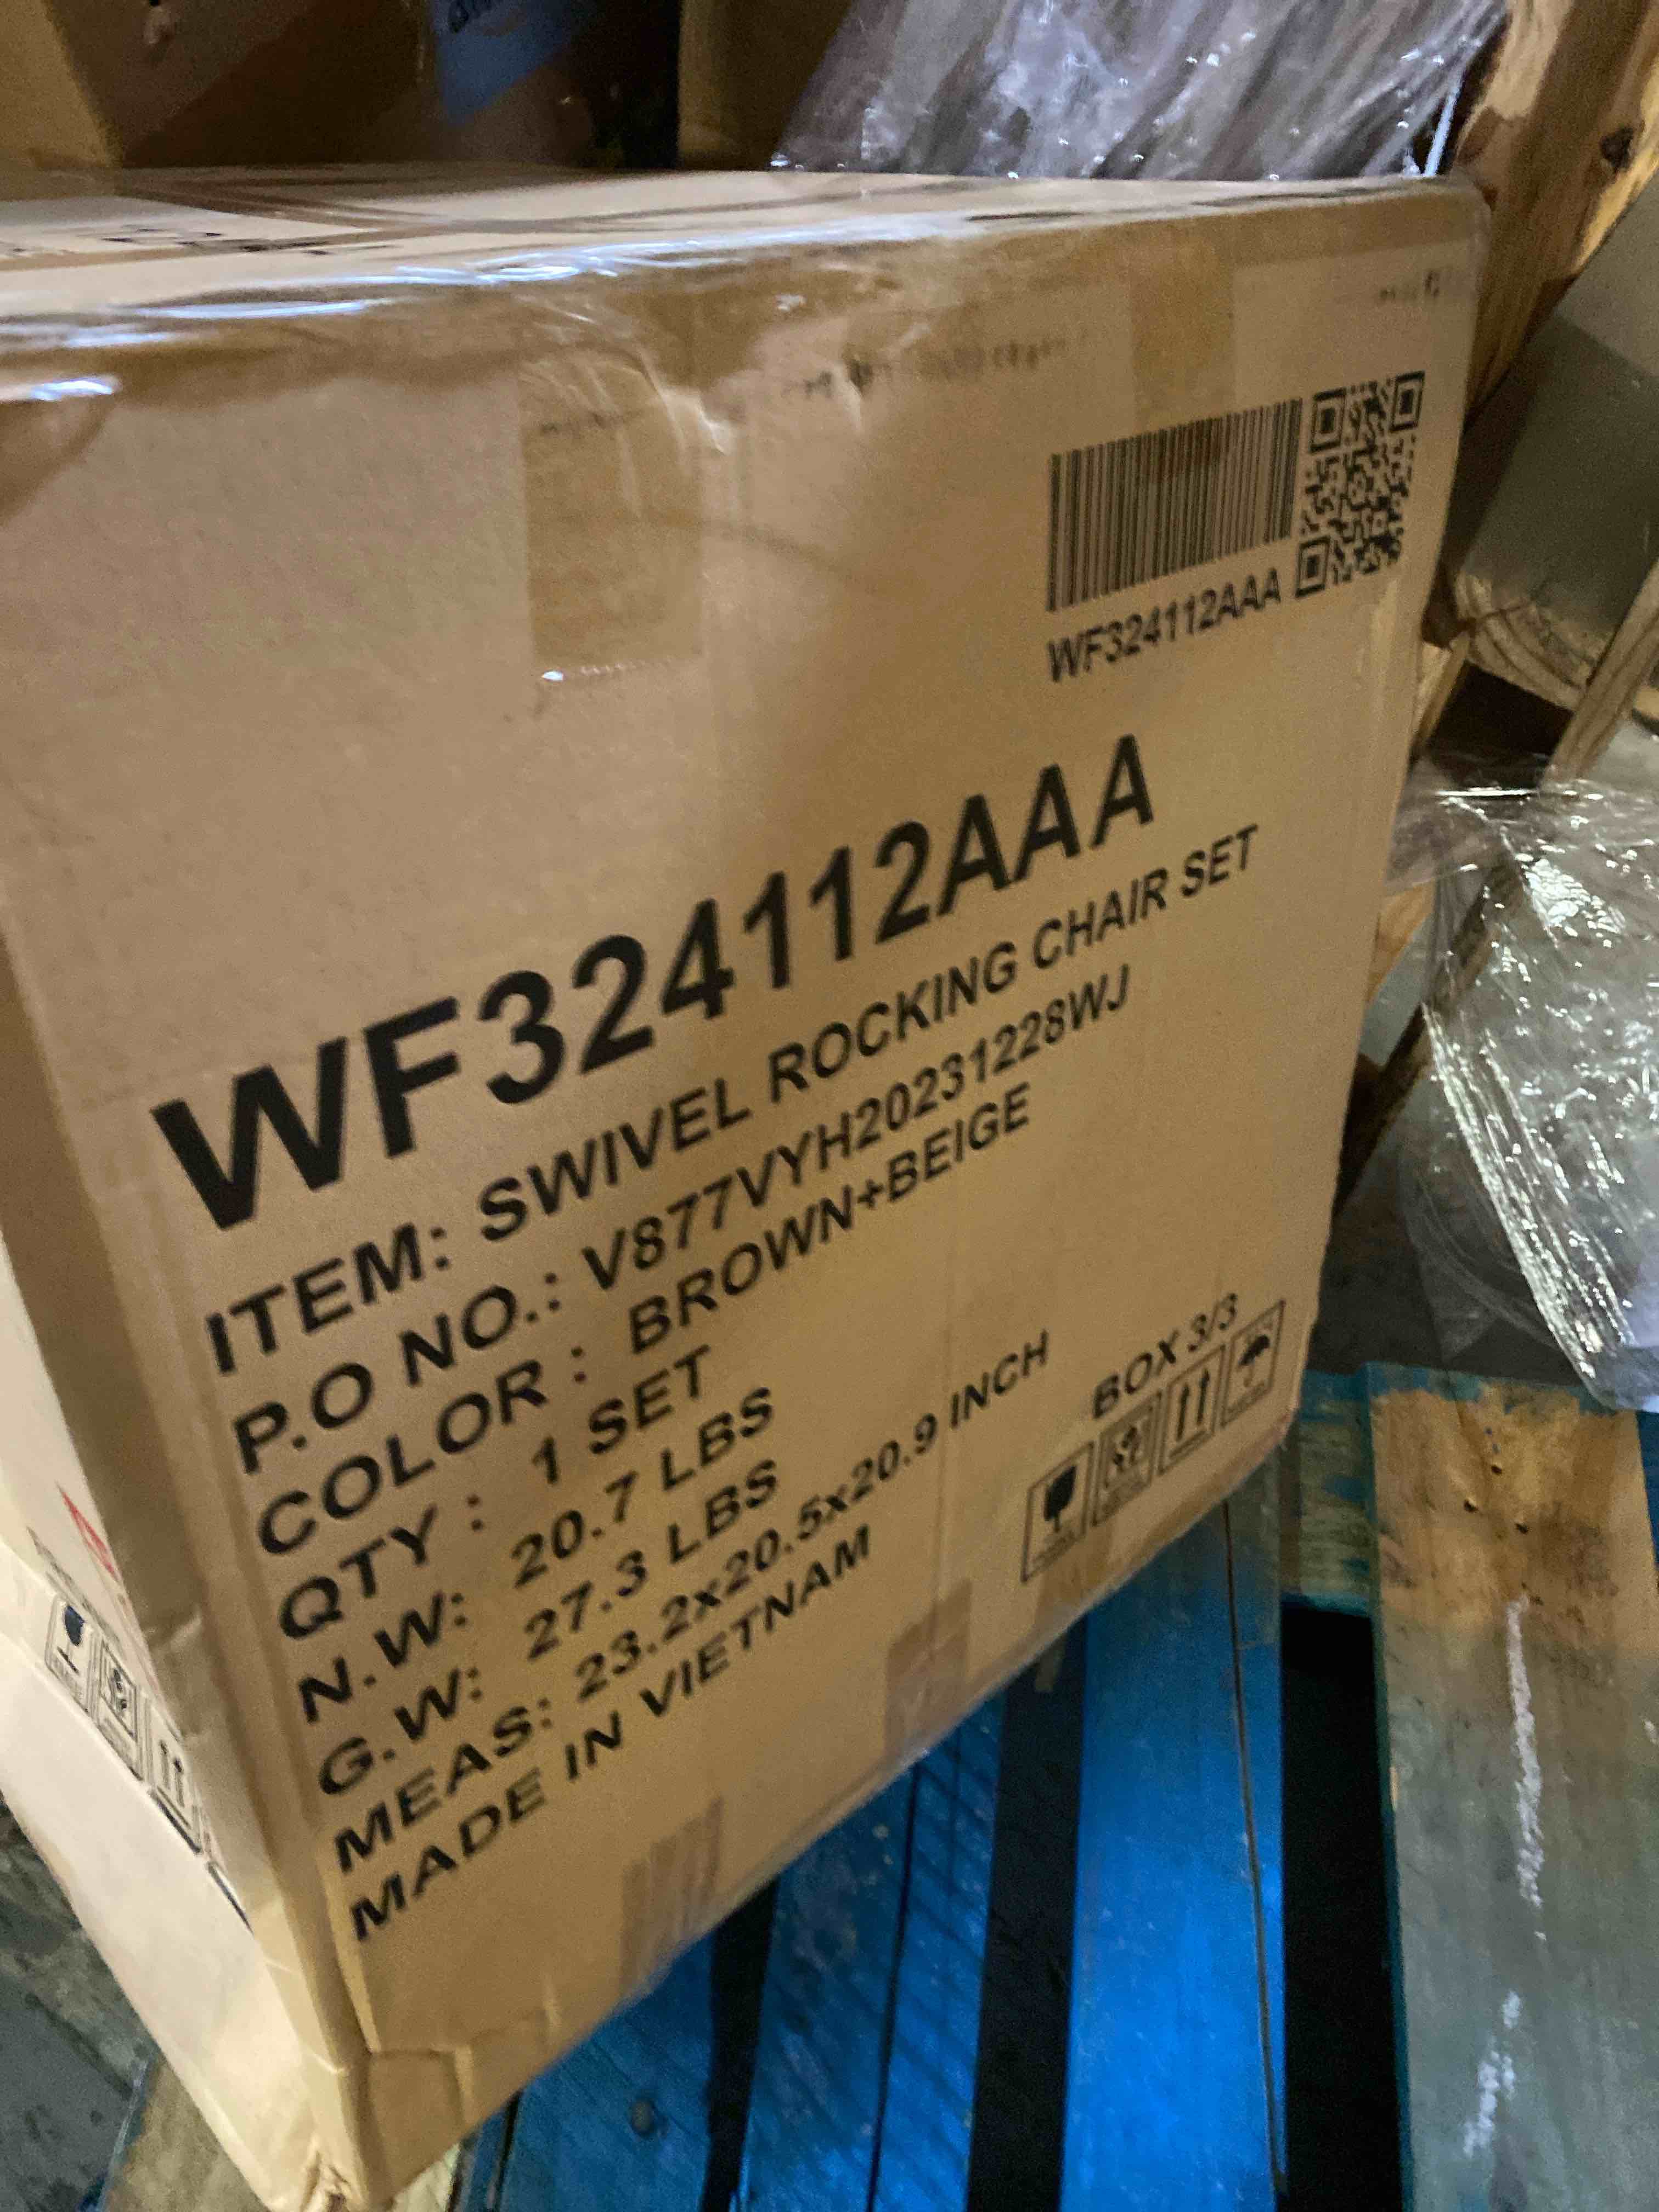 WF324112AAA
WF324112AAA
ITEM: SWIVEL ROCKING CHAIR SET
P.O NO.: V877VYH20231228WJ
COLOR : BROWN+BEIGE
QTY : 1 SET
N.W: 20.7 LBS
G.W: 27.3 LBS
MEAS: 23.2x20.5x20.9 INCH
MADE IN VIETNAM
BOX 3/3